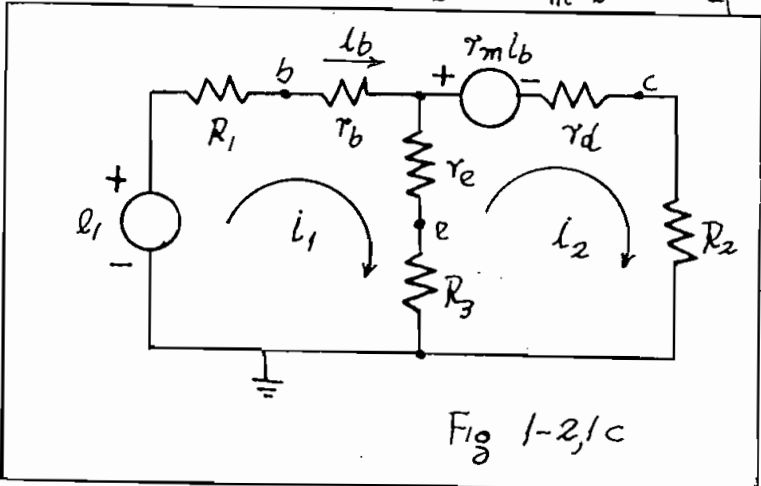 i_b
r_m i_b
+ −
b
c
R_1
r_b
r_d
r_e
+
e_1
−
i_1
e
i_2
R_2
R_3
Fig 1-2,1c